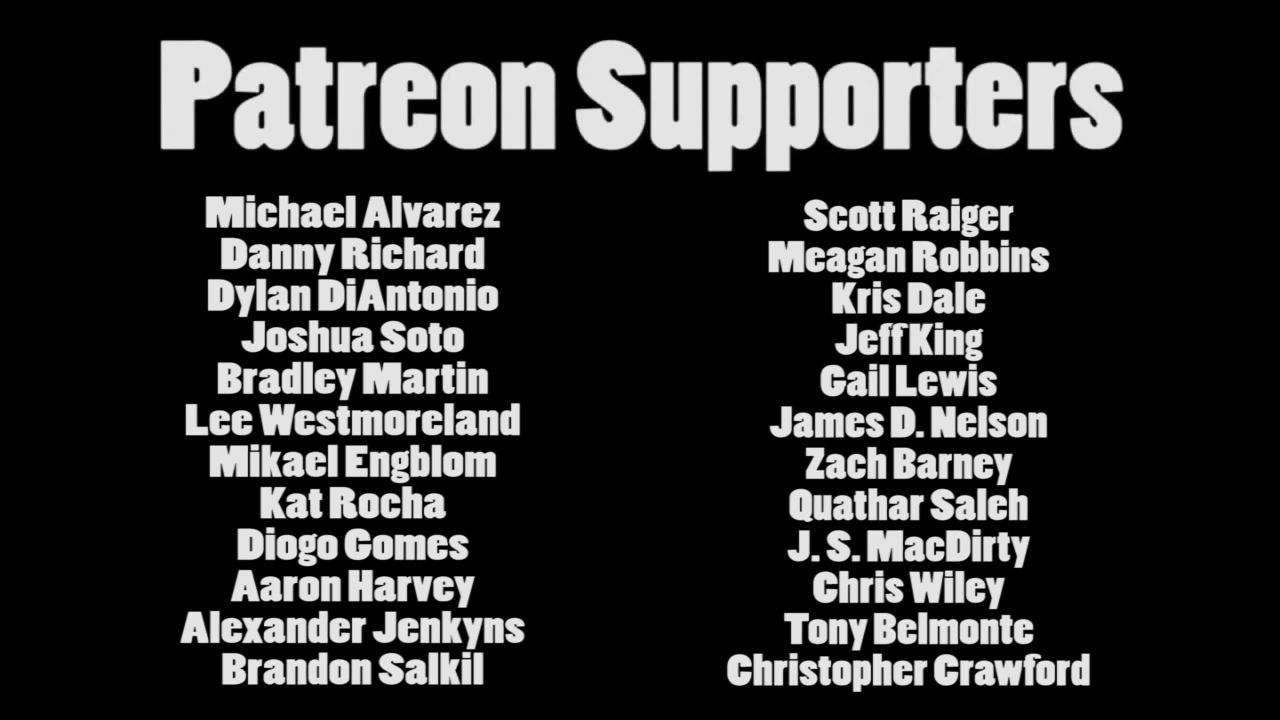 Patreon Supporters
Michael Alvarez
Danny Richard
Dylan DiAntonio
Joshua Soto
Bradley Martin
Lee Westmoreland
Mikael Engblom
Kat Rocha
Diogo Gomes
Aaron Harvey
Alexander Jenkyns
Brandon Salkil
Scott Raiger
Meagan Robbins
Kris Dale
Jeff King
Gail Lewis
James D. Nelson
Zach Barney
Quathar Saleh
J. S. MacDirty
Chris Wiley
Tony Belmonte
Christopher Crawford